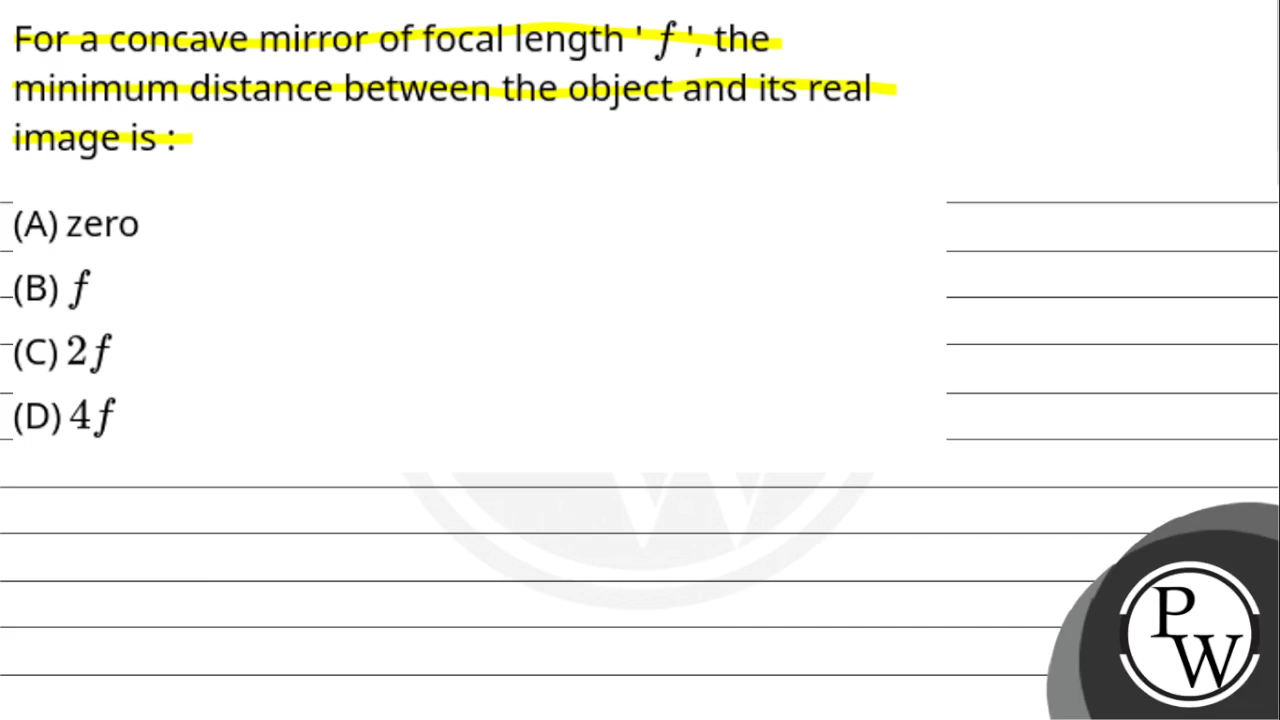 For a concave mirror of focal length ' f ', the
minimum distance between the object and its real
image is :
(A) zero
(B) f
(C) 2f
(D) 4f
P
W